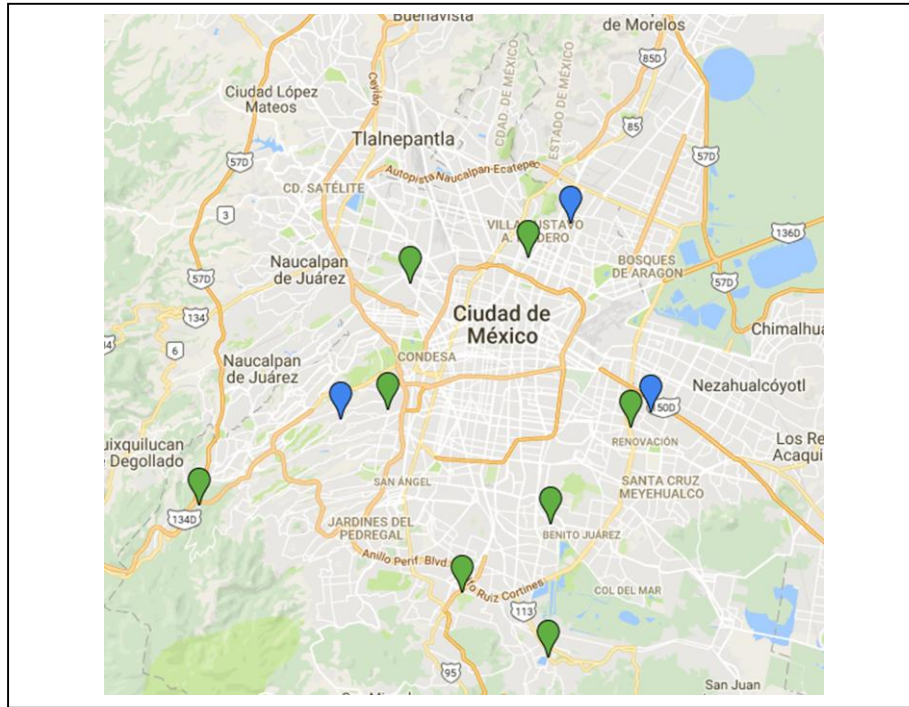 Buenavista
de Morelos
85D
Ciudad López
Mateos
Ceylán
CDAD. DE MÉXICO
ESTADO DE MÉXICO
85
Tlalnepantla
57D
57D
Autopista Naucalpan-Ecatepec
CD. SATÉLITE
3
VILLA GUSTAVO
A. MADERO
136D
BOSQUES
DE ARAGON
Naucalpan
de Juárez
57D
134
Ciudad de
México
Chimalhua
6
CONDESA
Naucalpan
de Juárez
Nezahualcóyotl
150D
uixquilucan
e Degollado
RENOVACIÓN
Los Re
Acaqui
SAN ÁNGEL
SANTA CRUZ
MEYEHUALCO
134D
JARDINES DEL
PEDREGAL
BENITO JUÁREZ
Anillo Perif. Blvd.
fo Ruiz Cortines
COL DEL MAR
113
95
San Juan